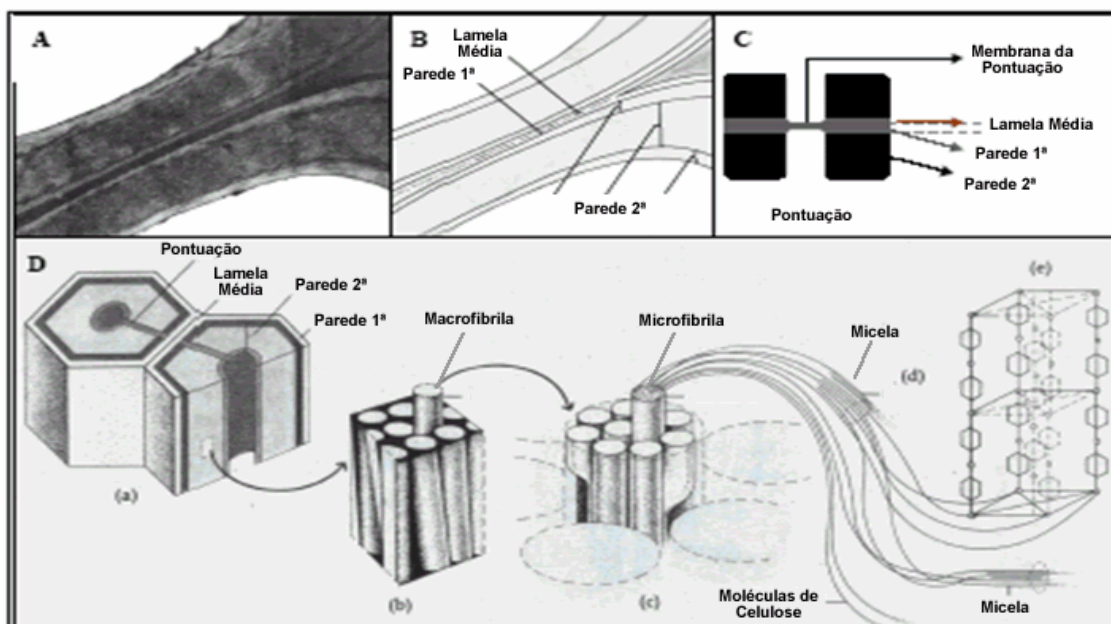 A
B
Lamela
Média
Parede 1ª
Parede 2ª
C
Membrana da
Pontuação
Lamela Média
Parede 1ª
Parede 2ª
Pontuação
D
Pontuação
Lamela
Média
Parede 2ª
Parede 1ª
(a)
Macrofibrila
(b)
Microfibrila
(c)
Micela
(d)
(e)
Moléculas de
Celulose
Micela